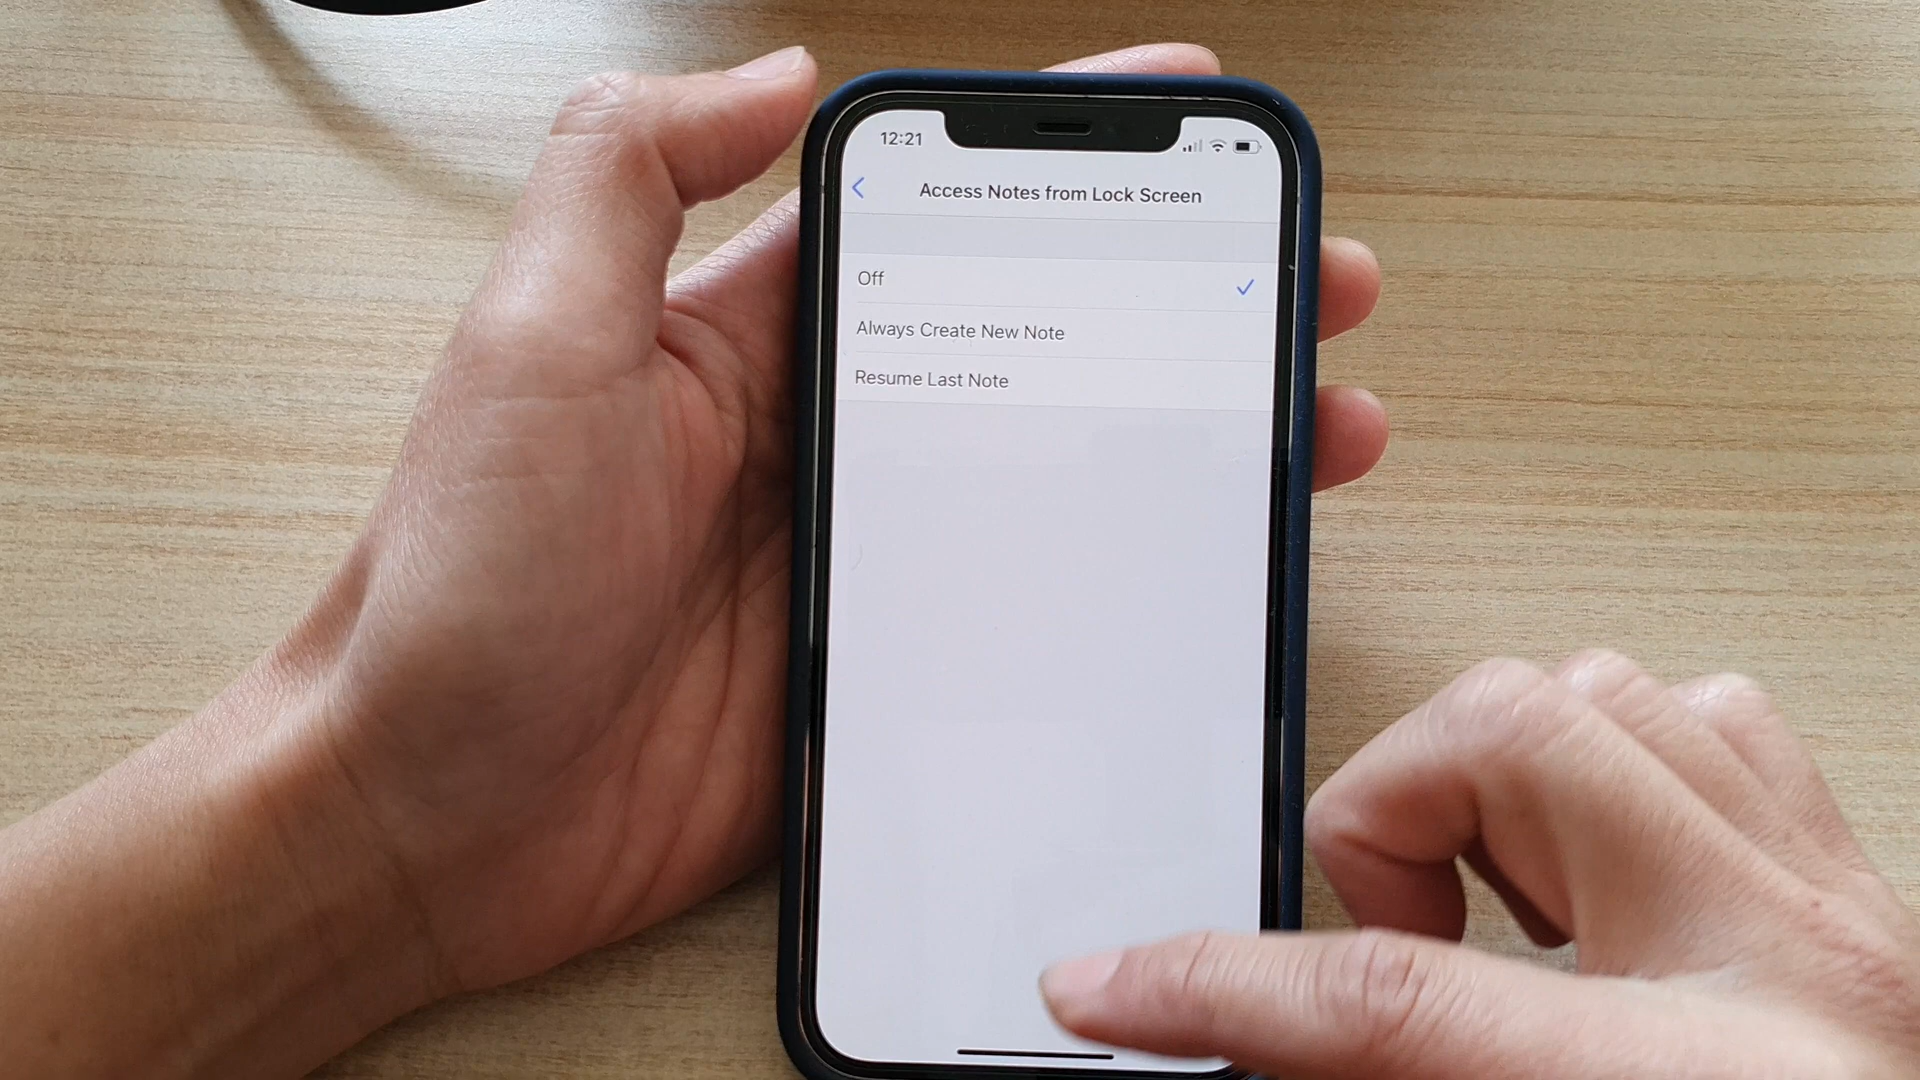 12:21
Access Notes from Lock Screen
Off
Always Create New Note
Resume Last Note